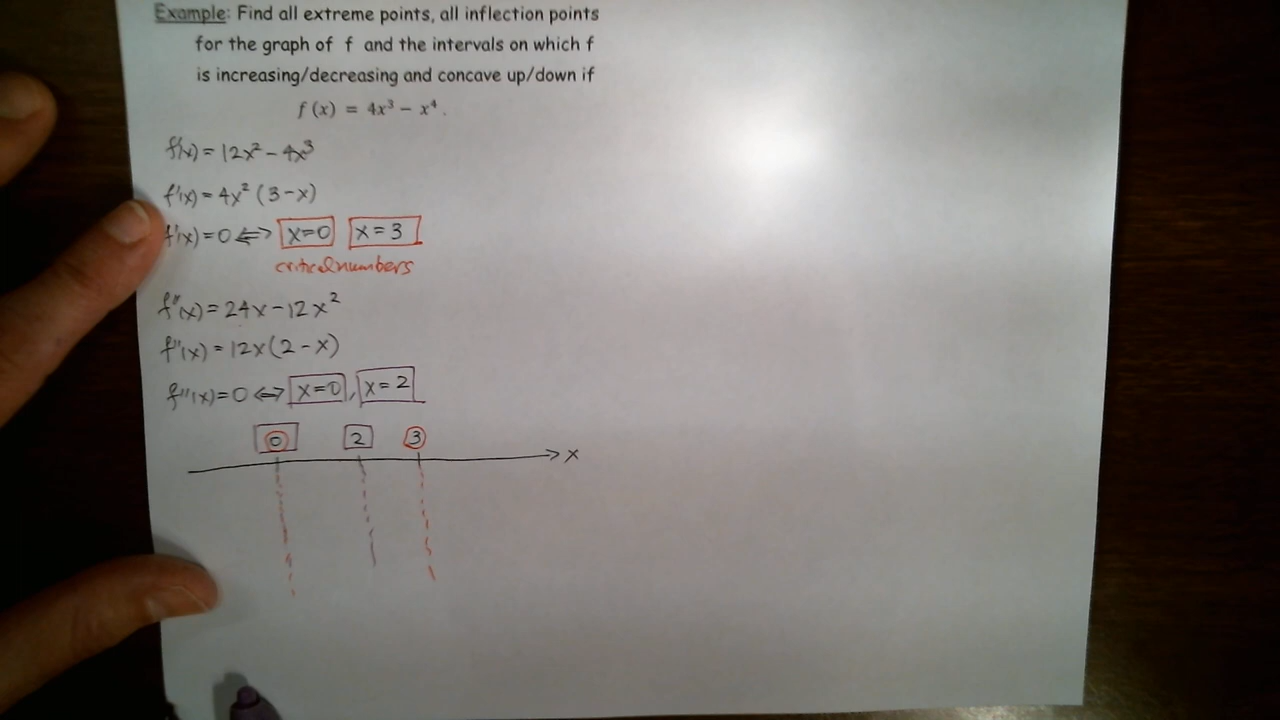 Example: Find all extreme points, all inflection points
for the graph of f and the intervals on which f
is increasing/decreasing and concave up/down if
f (x) = 4x³ − x⁴.
f'(x) = 12x² − 4x³
f'(x) = 4x² (3−x)
f'(x) = 0 ⟺ x=0 x=3
critical numbers
f''(x) = 24x − 12x²
f''(x) = 12x(2−x)
f''(x) = 0 ⟺ x=0, x=2
0 2 3
x